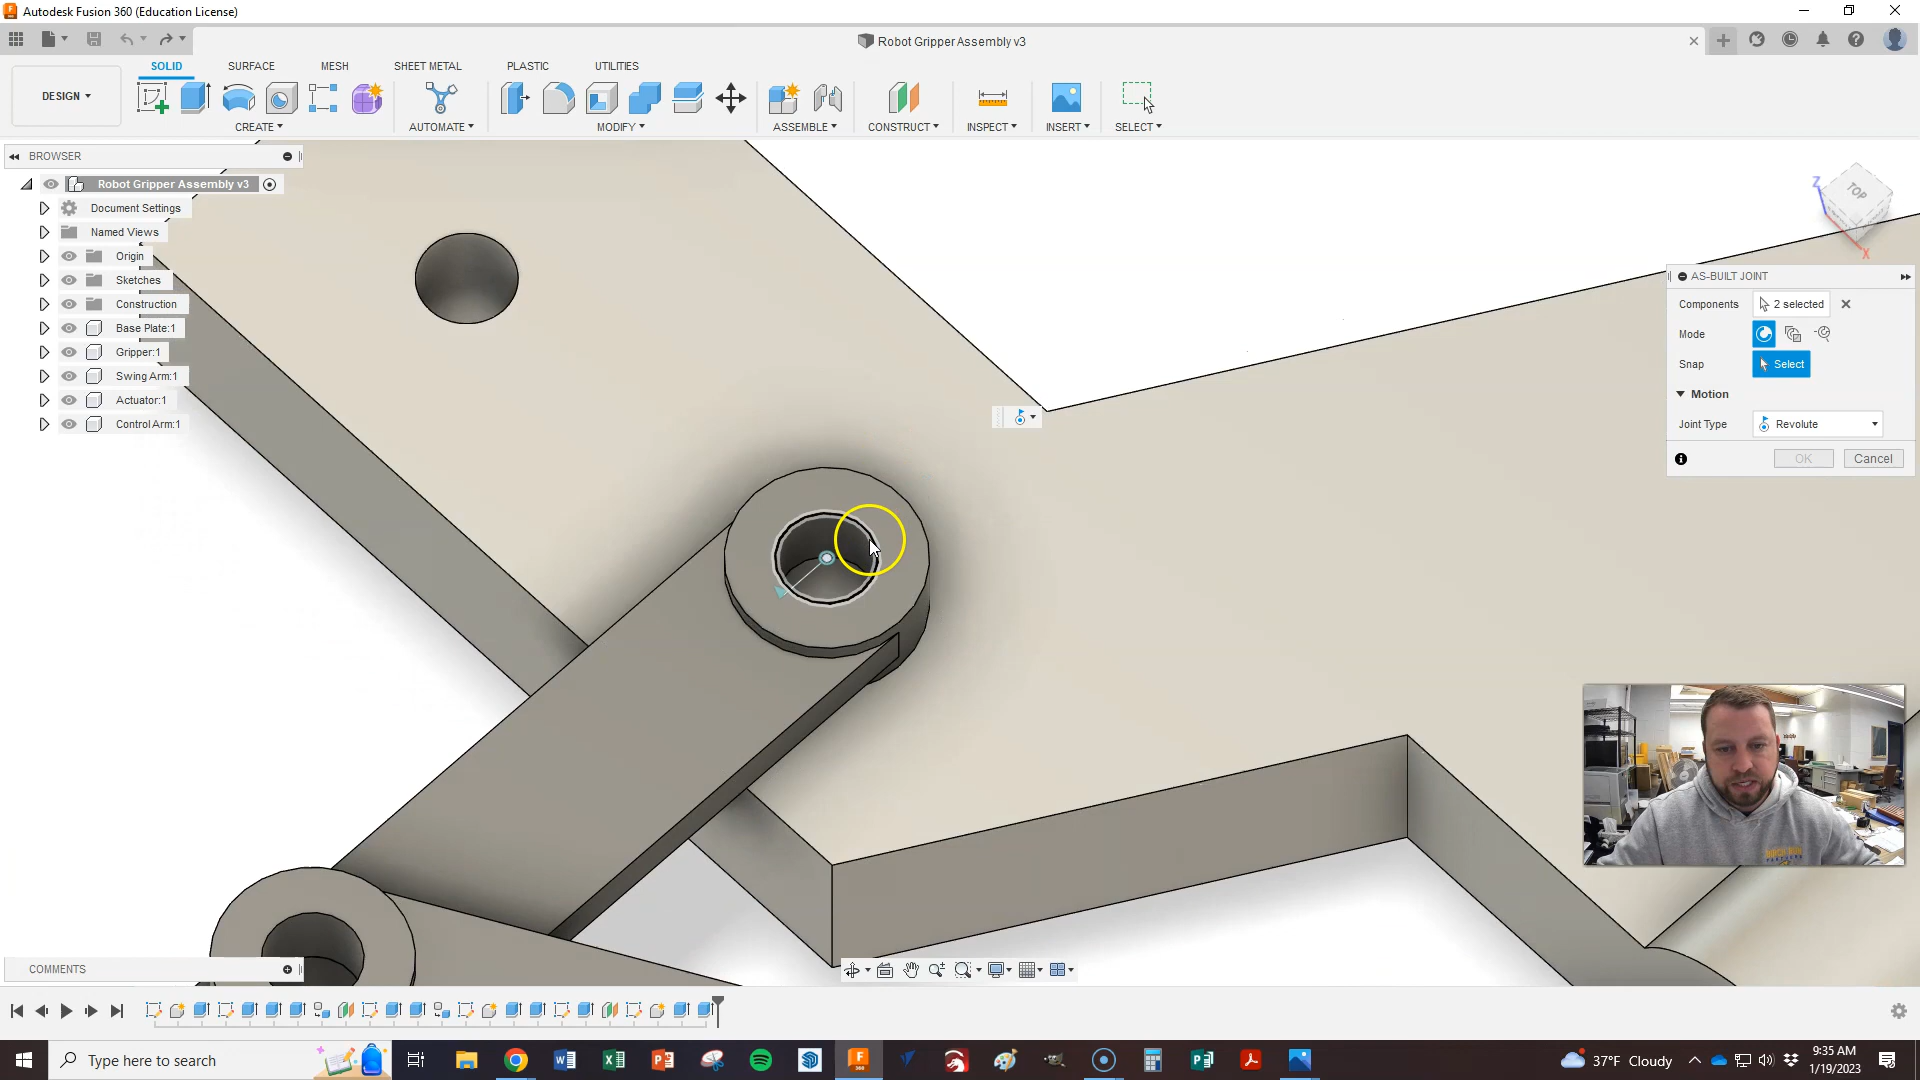 Autodesk Fusion 360 (Education License)
Robot Gripper Assembly v3
DESIGN
SOLID
SURFACE
MESH
SHEET METAL
PLASTIC
UTILITIES
CREATE
AUTOMATE
MODIFY
ASSEMBLE
CONSTRUCT
INSPECT
INSERT
SELECT
BROWSER
Robot Gripper Assembly v3
Document Settings
Named Views
Origin
Sketches
Construction
Base Plate:1
Gripper:1
Swing Arm:1
Actuator:1
Control Arm:1
Z
TOP
X
AS-BUILT JOINT
Components
2 selected
Mode
Snap
Select
Motion
Joint Type
Revolute
OK
Cancel
COMMENTS
Type here to search
37°F Cloudy
9:35 AM
1/19/2023